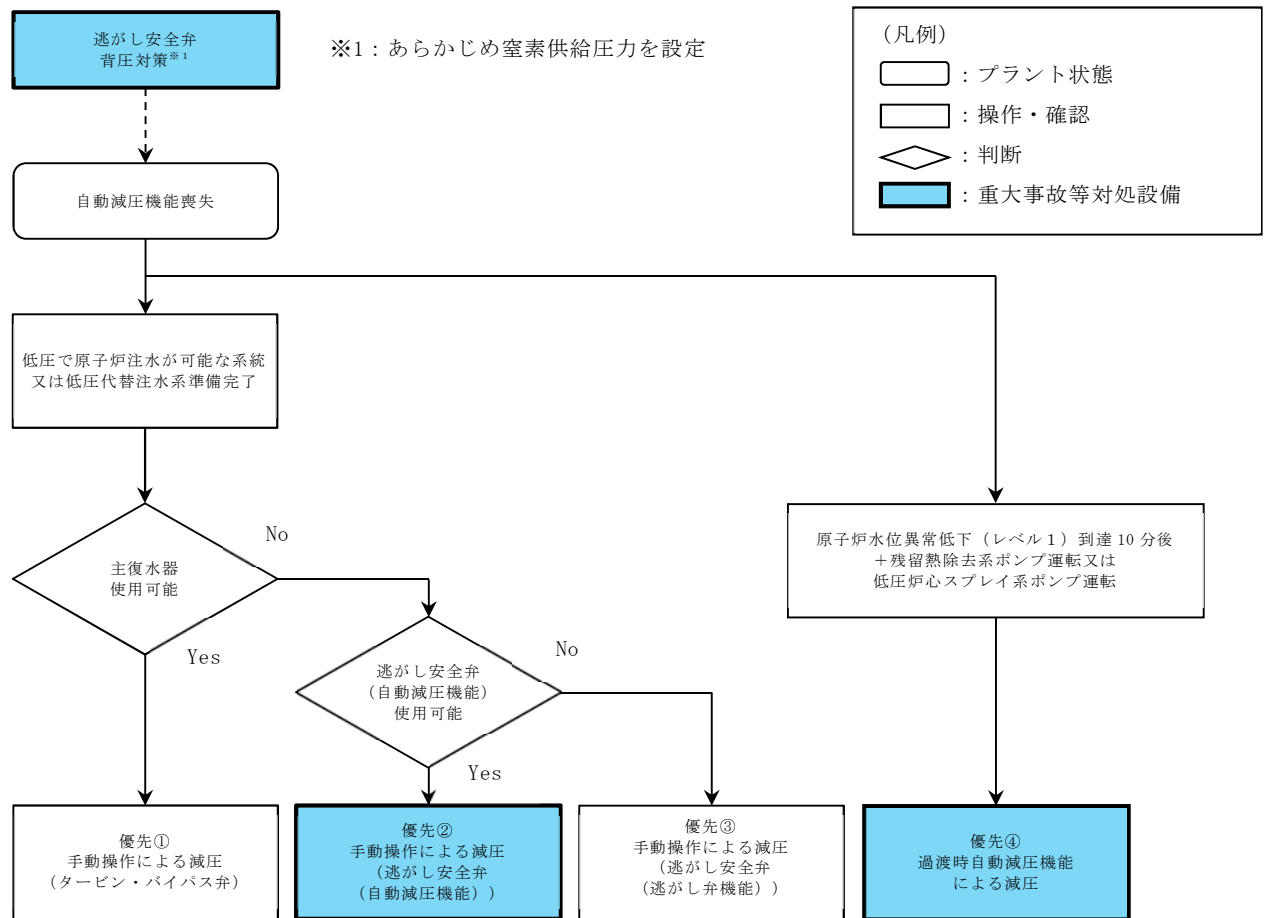 逃がし安全弁
背圧対策※1
※1：あらかじめ窒素供給圧力を設定
(凡例)
：プラント状態
：操作・確認
：判断
：重大事故等対処設備
自動減圧機能喪失
低圧で原子炉注水が可能な系統
又は低圧代替注水系準備完了
主復水器
使用可能
No
Yes
逃がし安全弁
（自動減圧機能）
使用可能
No
Yes
原子炉水位異常低下（レベル１）到達 10 分後
＋残留熱除去系ポンプ運転又は
低圧炉心スプレイ系ポンプ運転
優先①
手動操作による減圧
（タービン・バイパス弁）
優先②
手動操作による減圧
（逃がし安全弁
（自動減圧機能））
優先③
手動操作による減圧
（逃がし安全弁
（逃がし弁機能））
優先④
過渡時自動減圧機能
による減圧